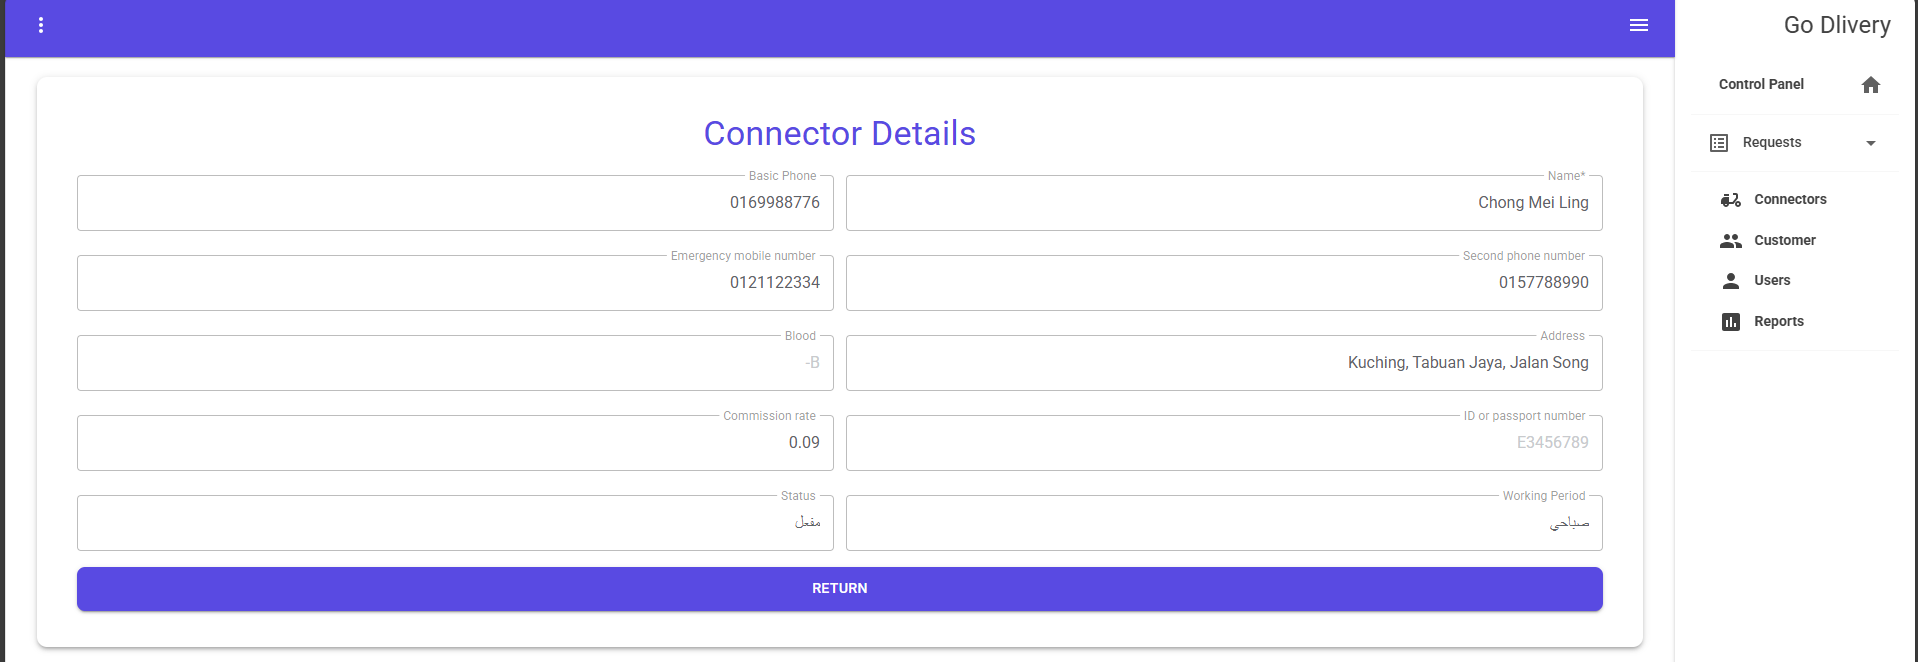 Go Dlivery
Control Panel
Requests
Connectors
Customer
Users
Reports
Connector Details
Name*
Chong Mei Ling
Basic Phone
0169988776
Second phone number
0157788990
Emergency mobile number
0121122334
Address
Kuching, Tabuan Jaya, Jalan Song
Blood
-B
ID or passport number
E3456789
Commission rate
0.09
Working Period
صباحي
Status
مفعل
RETURN